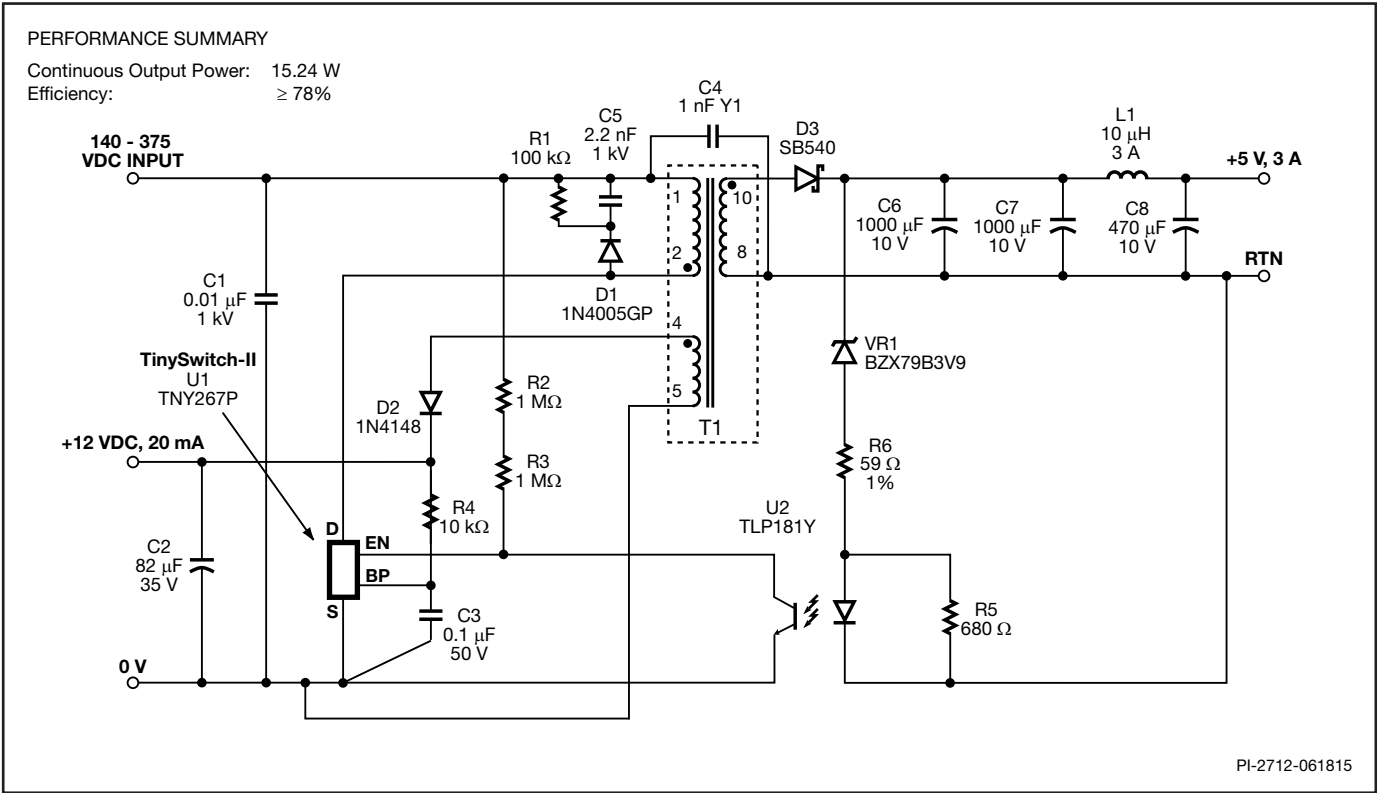 PERFORMANCE SUMMARY
Continuous Output Power: 15.24 W
Efficiency: ≥ 78%
140 - 375
VDC INPUT
R1
100 kΩ
C5
2.2 nF
1 kV
C4
1 nF Y1
D3
SB540
L1
10 µH
3 A
+5 V, 3 A
1
10
2
8
C6
1000 µF
10 V
C7
1000 µF
10 V
C8
470 µF
10 V
RTN
C1
0.01 µF
1 kV
D1
1N4005GP
4
5
T1
VR1
BZX79B3V9
TinySwitch-II
U1
TNY267P
D2
1N4148
R2
1 MΩ
+12 VDC, 20 mA
R3
1 MΩ
R6
59 Ω
1%
R4
10 kΩ
U2
TLP181Y
D
EN
BP
S
C2
82 µF
35 V
C3
0.1 µF
50 V
R5
680 Ω
0 V
PI-2712-061815